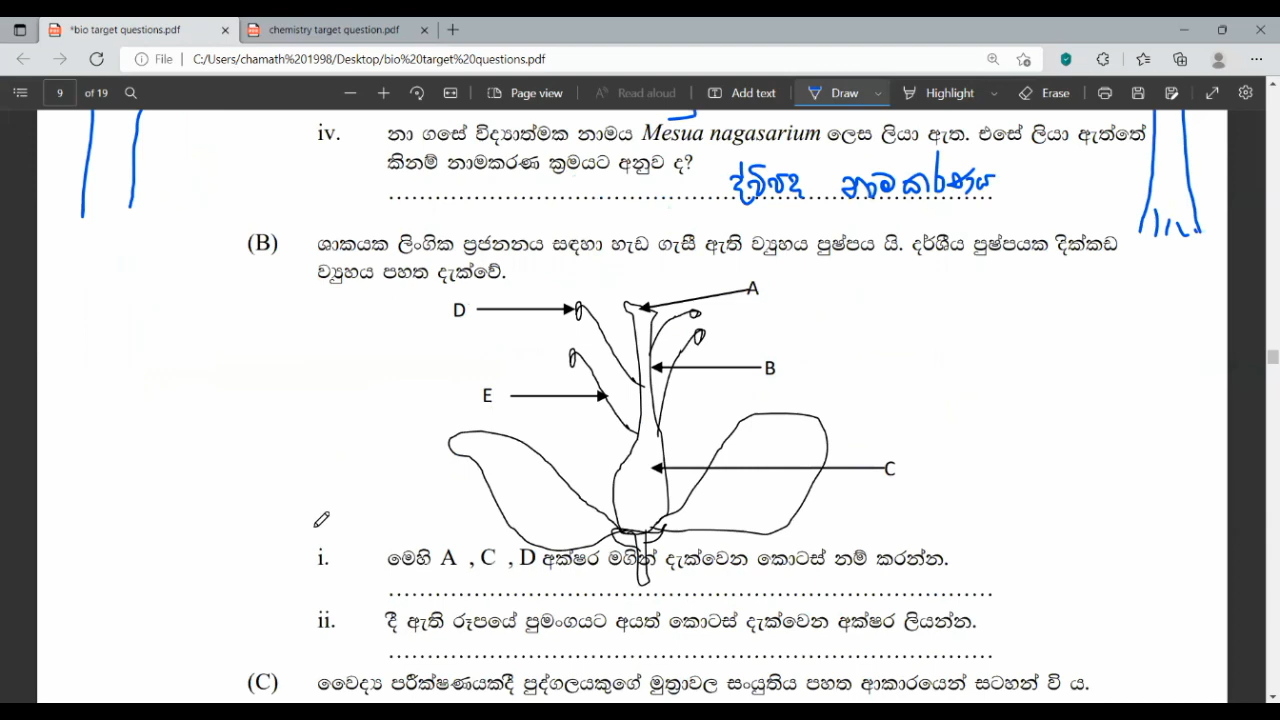 *bio target questions.pdf
chemistry target question.pdf
File
C:/Users/chamath%201998/Desktop/bio%20target%20questions.pdf
9 of 19
Page view
Read aloud
Add text
Draw
Highlight
Erase
iv. නා ගසේ විද්‍යාත්මක නාමය Mesua nagasarium ලෙස ලියා ඇත. එසේ ලියා ඇත්තේ
කිනම් නාමකරණ ක්‍රමයට අනුව ද?
ද්විපද නාමකරණය
(B) ශාකයක ලිංගික ප්‍රජනනය සඳහා හැඩ ගැසී ඇති ව්‍යුහය පුෂ්පය යි. දර්ශීය පුෂ්පයක දික්කඩ
ව්‍යුහය පහත දැක්වේ.
A
D
B
E
C
i. මෙහි A , C , D අක්ෂර මගින් දැක්වෙන කොටස් නම් කරන්න.
ii. දී ඇති රූපයේ පුමංගයට අයත් කොටස් දැක්වෙන අක්ෂර ලියන්න.
(C) වෛද්‍ය පරීක්ෂණයකදී පුද්ගලයකුගේ මුත්‍රාවල සංයුතිය පහත ආකාරයෙන් සටහන් වි ය.